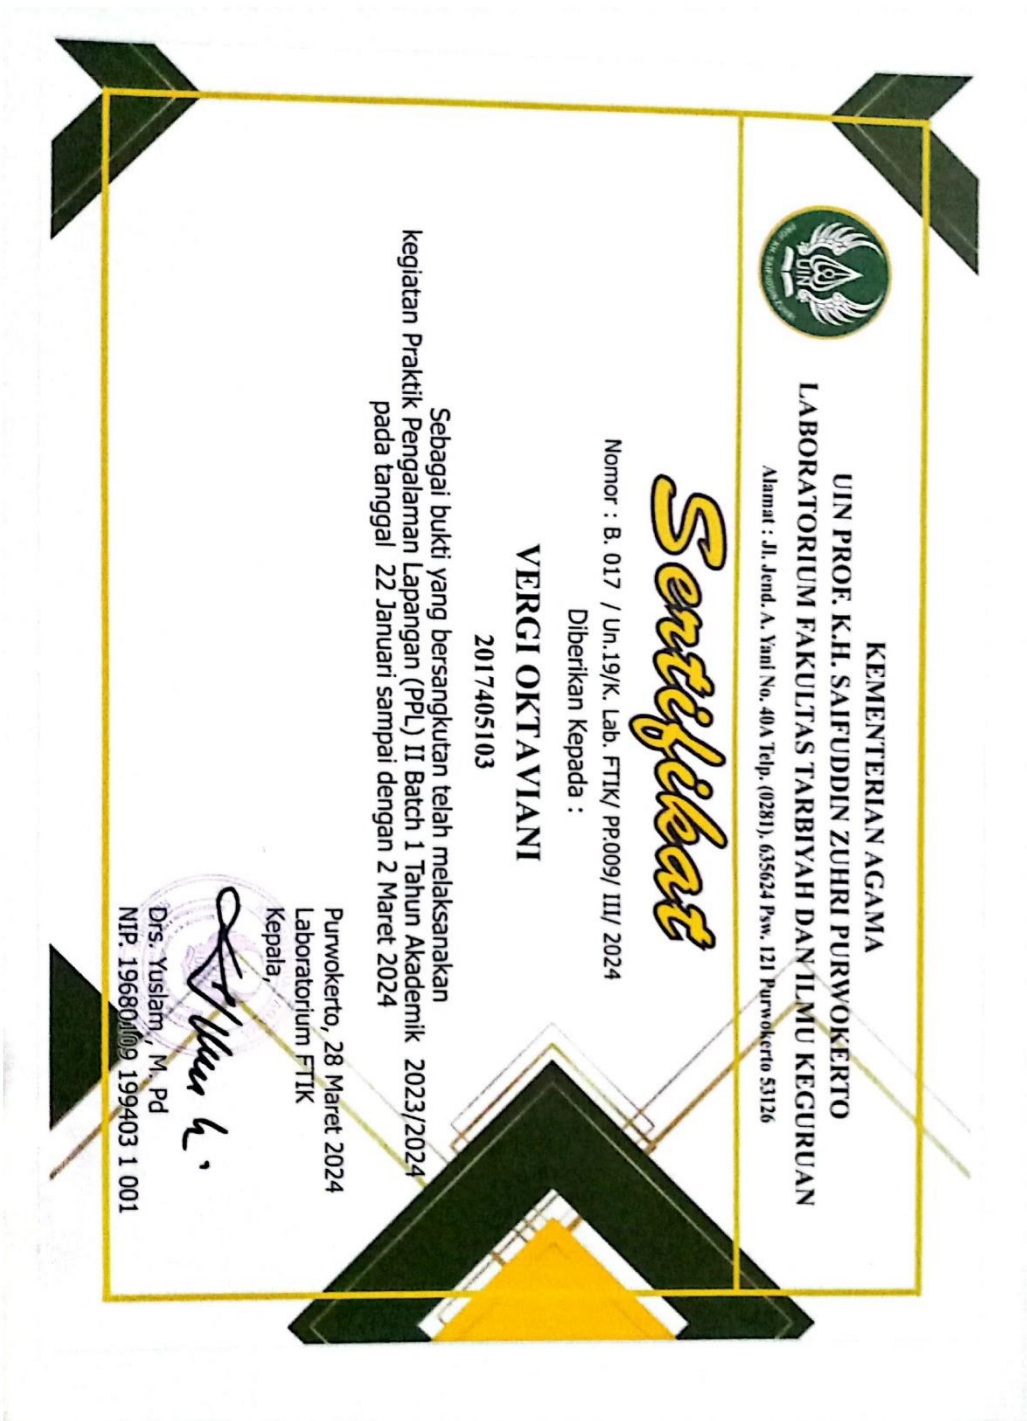 KEMENTERIAN AGAMA
UIN PROF. K.H. SAIFUDDIN ZUHRI PURWOKERTO
LABORATORIUM FAKULTAS TARBIYAH DAN ILMU KEGURUAN
Alamat : Jl. Jend. A. Yani No. 40A Telp. (0281). 635624 Psw. 121 Purwokerto 53126
UIN
PROF. K.H. SAIFUDDIN ZUHRI
Sertifikat
Nomor : B. 017 / Un.19/K. Lab. FTIK/ PP.009/ III/ 2024
Diberikan Kepada :
VERGI OKTAVIANI
2017405103
Sebagai bukti yang bersangkutan telah melaksanakan
kegiatan Praktik Pengalaman Lapangan (PPL) II Batch 1 Tahun Akademik 2023/2024
pada tanggal 22 Januari sampai dengan 2 Maret 2024
Purwokerto, 28 Maret 2024
Laboratorium FTIK
Kepala,
Drs. Yuslam , M. Pd
NIP. 19680109 199403 1 001